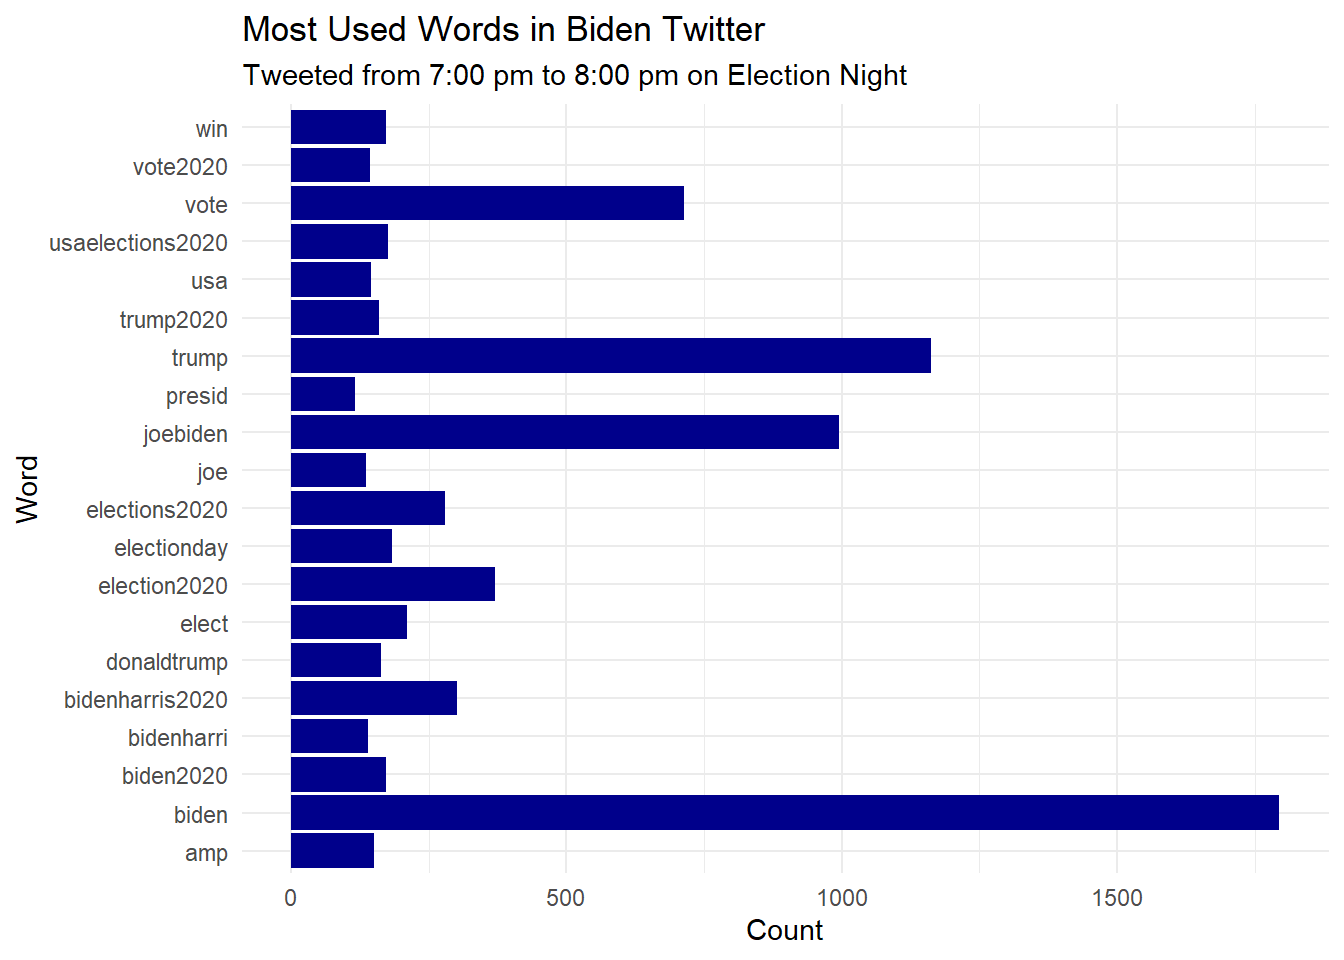 Most Used Words in Biden Twitter
Tweeted from 7:00 pm to 8:00 pm on Election Night
win
vote2020
vote
usaelections2020
usa
trump2020
trump
presid
joebiden
joe
elections2020
electionday
election2020
elect
donaldtrump
bidenharris2020
bidenharri
biden2020
biden
amp
Word
0 500 1000 1500
Count